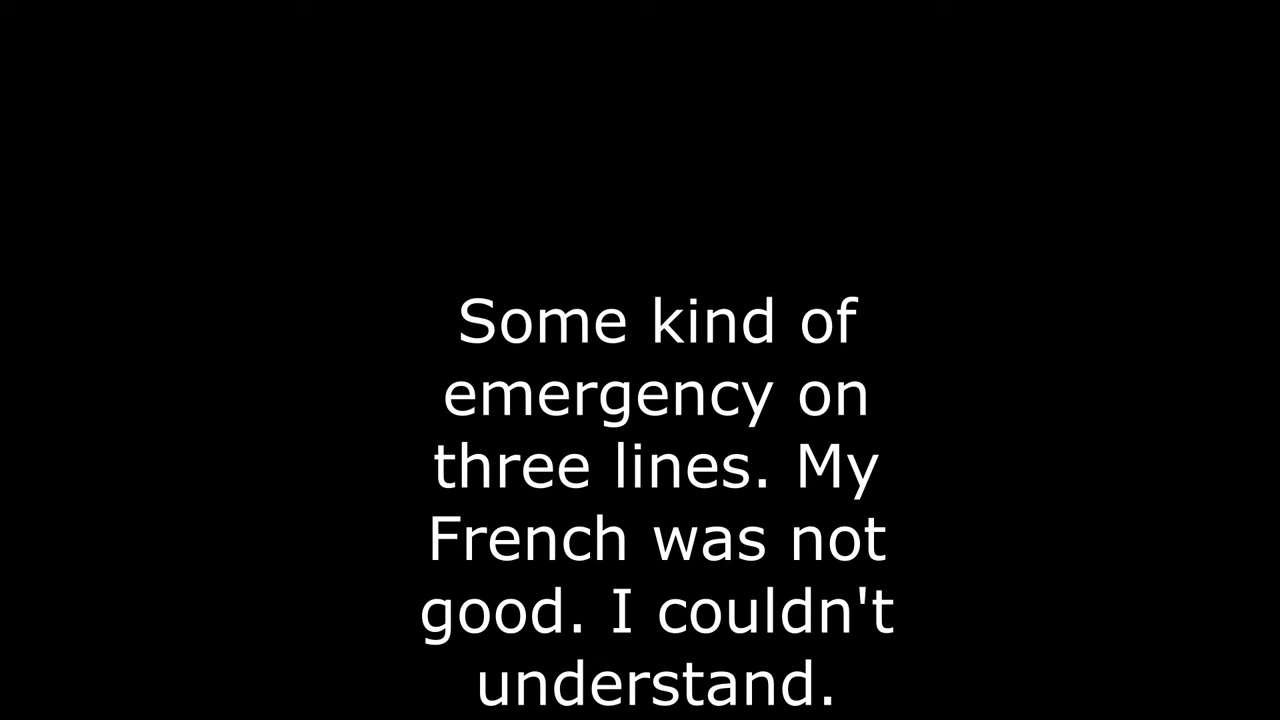 Some kind of
emergency on
three lines. My
French was not
good. I couldn't
understand.